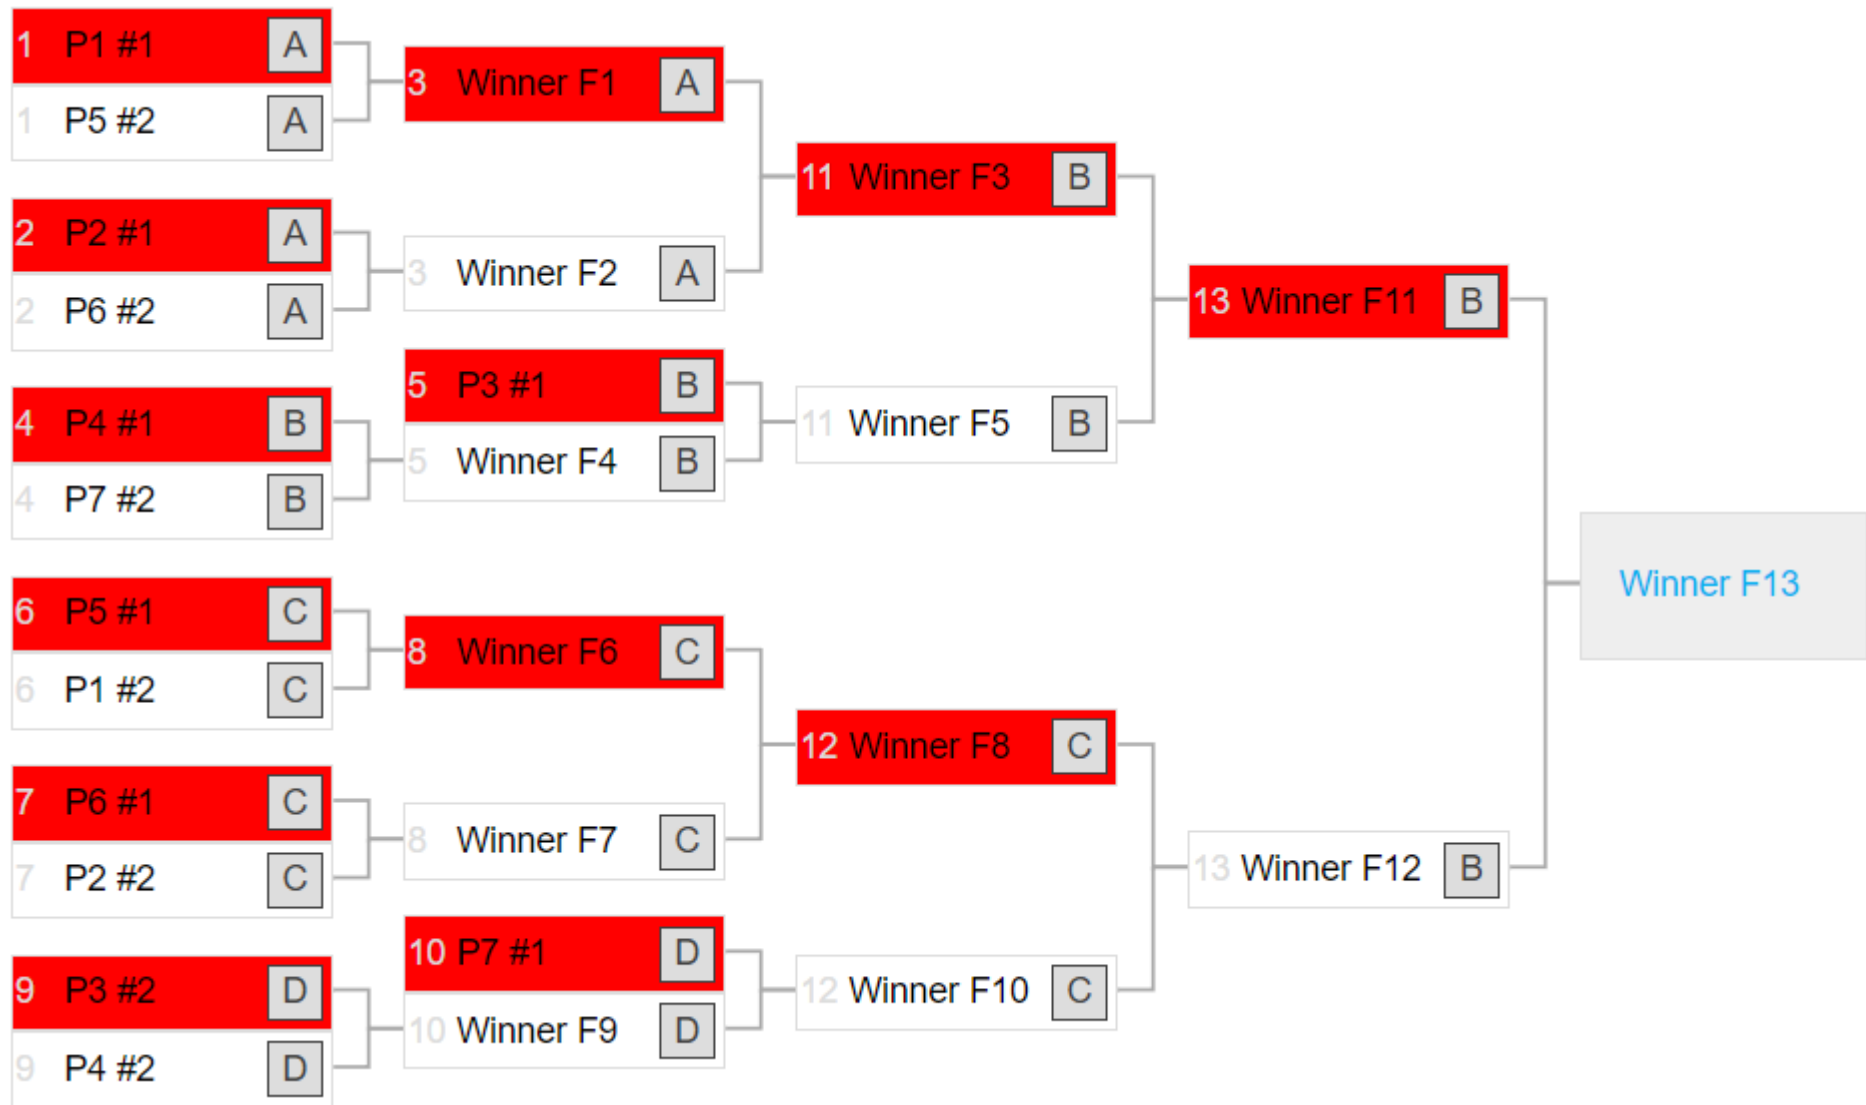 1 P1 #1 A
1 P5 #2 A
2 P2 #1 A
2 P6 #2 A
4 P4 #1 B
4 P7 #2 B
6 P5 #1 C
6 P1 #2 C
7 P6 #1 C
7 P2 #2 C
9 P3 #2 D
9 P4 #2 D
3 Winner F1 A
3 Winner F2 A
5 P3 #1 B
5 Winner F4 B
8 Winner F6 C
8 Winner F7 C
10 P7 #1 D
10 Winner F9 D
11 Winner F3 B
11 Winner F5 B
12 Winner F8 C
12 Winner F10 C
13 Winner F11 B
13 Winner F12 B
Winner F13